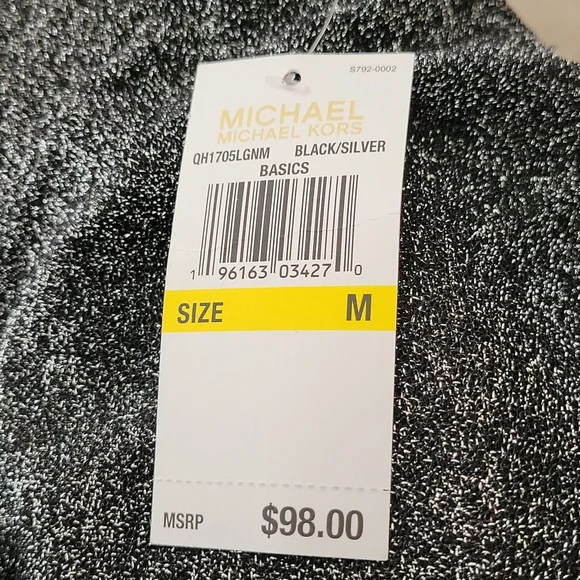 S792-0002
MICHAEL
MICHAEL KORS
QH1705LGNM BLACK/SILVER
BASICS
1 96163 03427 0
SIZE M
MSRP $98.00